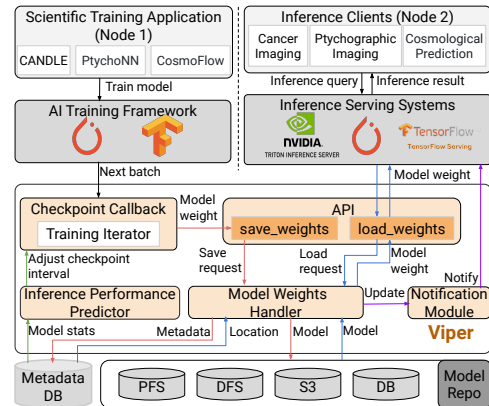 Scientific Training Application
(Node 1)
CANDLE
PtychoNN
CosmoFlow
Train model
AI Training Framework
Next batch
Inference Clients (Node 2)
Cancer
Imaging
Ptychographic
Imaging
Cosmological
Prediction
Inference query
Inference result
Inference Serving Systems
NVIDIA
TRITON INFERENCE SERVER
TensorFlow
TensorFlow Serving
Model weight
Checkpoint Callback
Training Iterator
Model
weight
API
save_weights
load_weights
Adjust checkpoint
interval
Save
request
Load
request
Model
weight
Notify
Inference Performance
Predictor
Model Weights
Handler
Update
Notification
Module
Viper
Model stats
Metadata
Location
Model
Model
Metadata
DB
PFS
DFS
S3
DB
Model
Repo